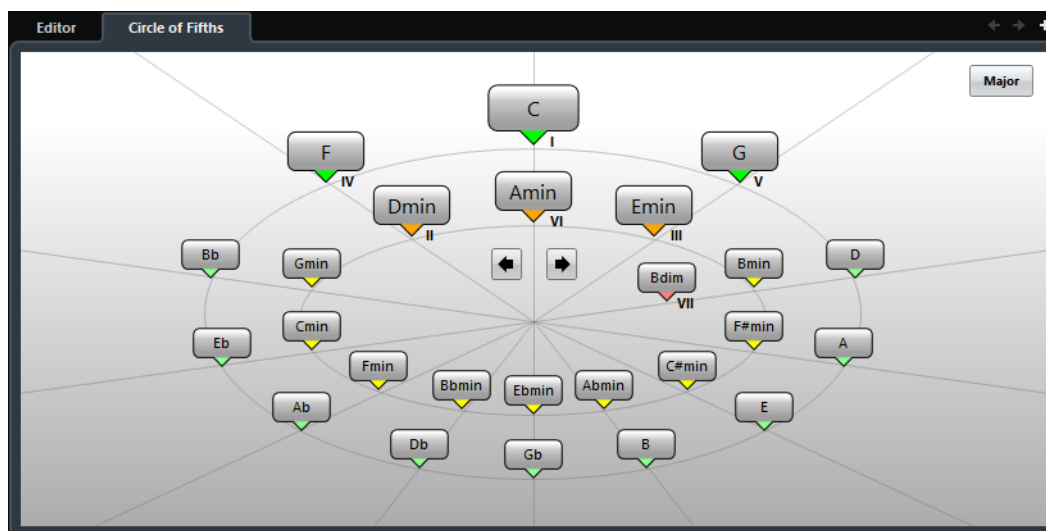 Editor Circle of Fifths
Major
C
I
F G
IV V
Dmin Amin Emin
II VI III
Bb Gmin Bdim Bmin D
VII
Eb Cmin F#min A
Fmin C#min
Bbmin Ebmin Abmin
Ab E
Db Gb B